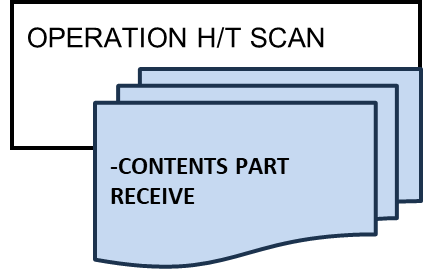 OPERATION H/T SCAN
-CONTENTS PART
RECEIVE